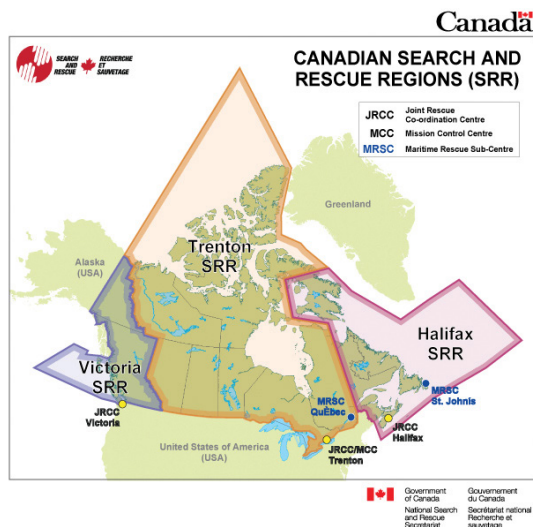 Canada
SEARCH
AND
RESCUE
RECHERCHE
ET
SAUVETAGE
CANADIAN SEARCH AND
RESCUE REGIONS (SRR)
JRCC Joint Rescue
Co-ordination Centre
MCC Mission Control Centre
MRSC Maritime Rescue Sub-Centre
Greenland
Alaska
(USA)
Trenton
SRR
Halifax
SRR
Victoria
SRR
MRSC
St. Johnis
MRSC
QuÈbec
JRCC
Victoria
JRCC
Halifax
JRCC/MCC
Trenton
United States of America
(USA)
Government
of Canada
Gouvernement
du Canada
National Search
and Rescue
Secretariat
Secrétariat national
Recherche et
sauvetage